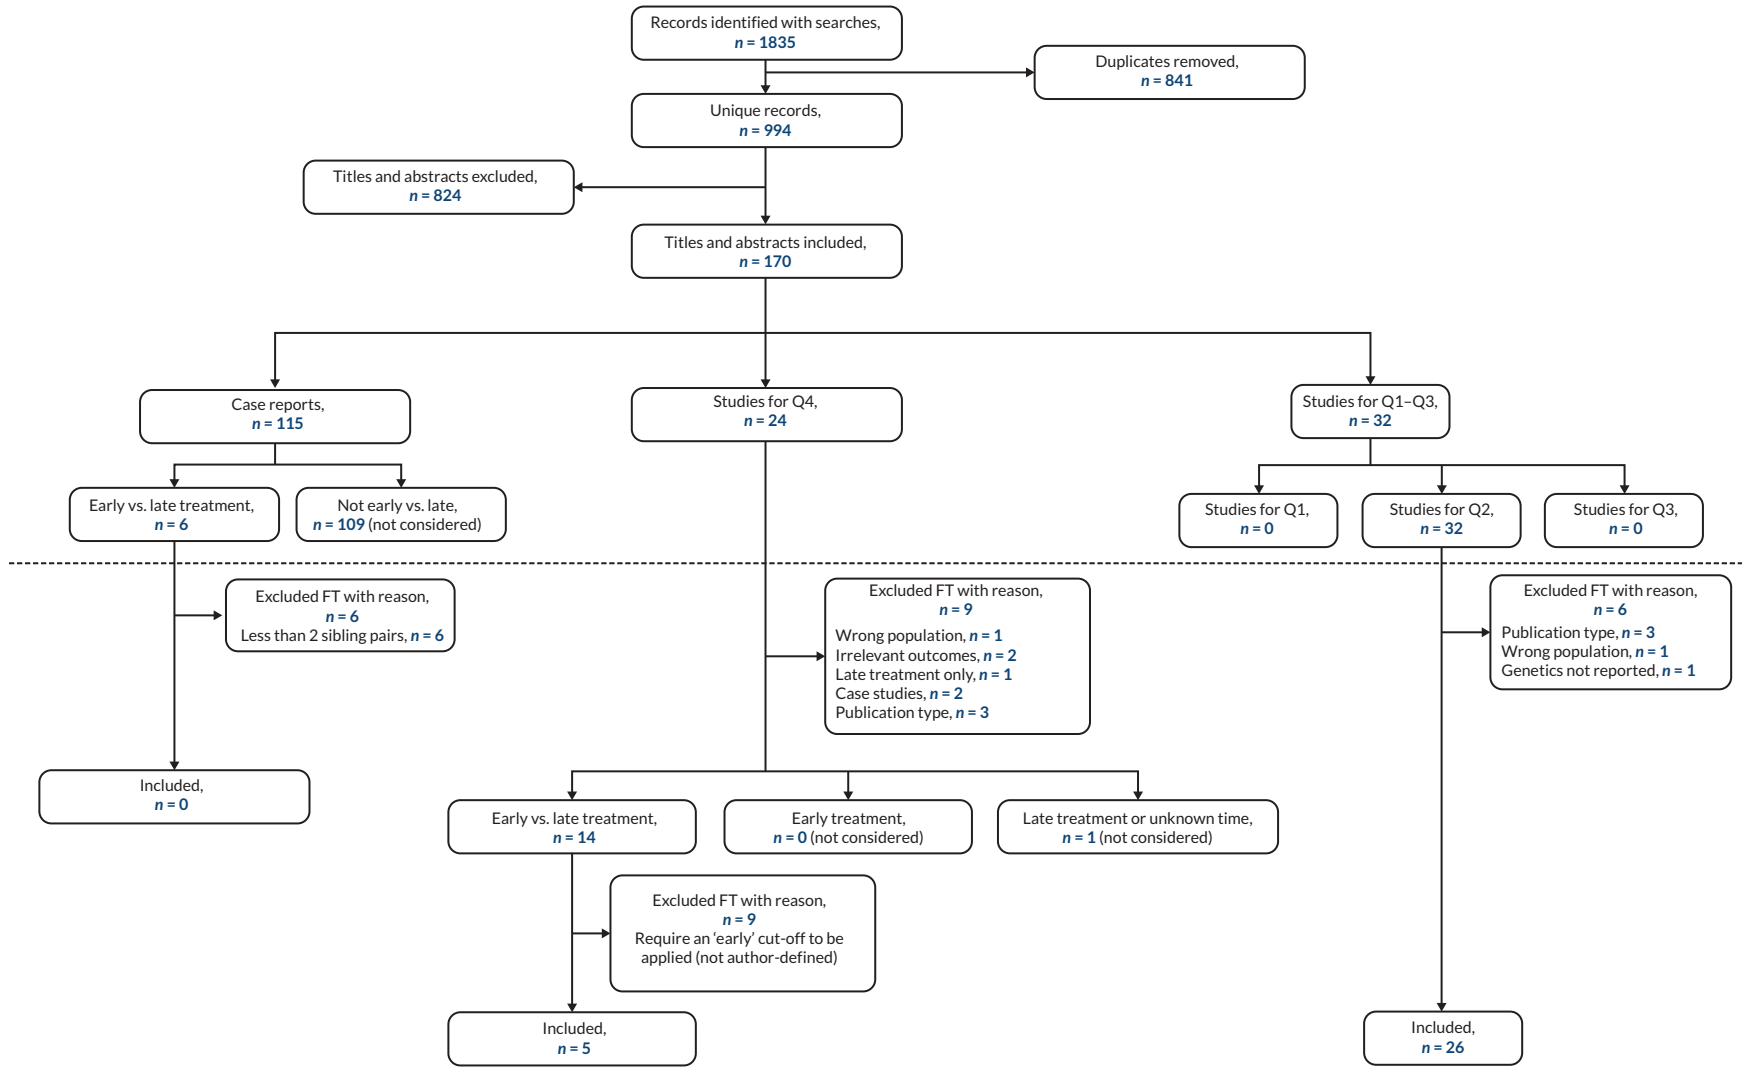 Records identified with searches,
n = 1835
Duplicates removed,
n = 841
Unique records,
n = 994
Titles and abstracts excluded,
n = 824
Titles and abstracts included,
n = 170
Case reports,
n = 115
Studies for Q4,
n = 24
Studies for Q1–Q3,
n = 32
Early vs. late treatment,
n = 6
Not early vs. late,
n = 109 (not considered)
Studies for Q1,
n = 0
Studies for Q2,
n = 32
Studies for Q3,
n = 0
Excluded FT with reason,
n = 6
Less than 2 sibling pairs, n = 6
Excluded FT with reason,
n = 9
Wrong population, n = 1
Irrelevant outcomes, n = 2
Late treatment only, n = 1
Case studies, n = 2
Publication type, n = 3
Excluded FT with reason,
n = 6
Publication type, n = 3
Wrong population, n = 1
Genetics not reported, n = 1
Included,
n = 0
Early vs. late treatment,
n = 14
Early treatment,
n = 0 (not considered)
Late treatment or unknown time,
n = 1 (not considered)
Excluded FT with reason,
n = 9
Require an ‘early’ cut-off to be
applied (not author-defined)
Included,
n = 5
Included,
n = 26